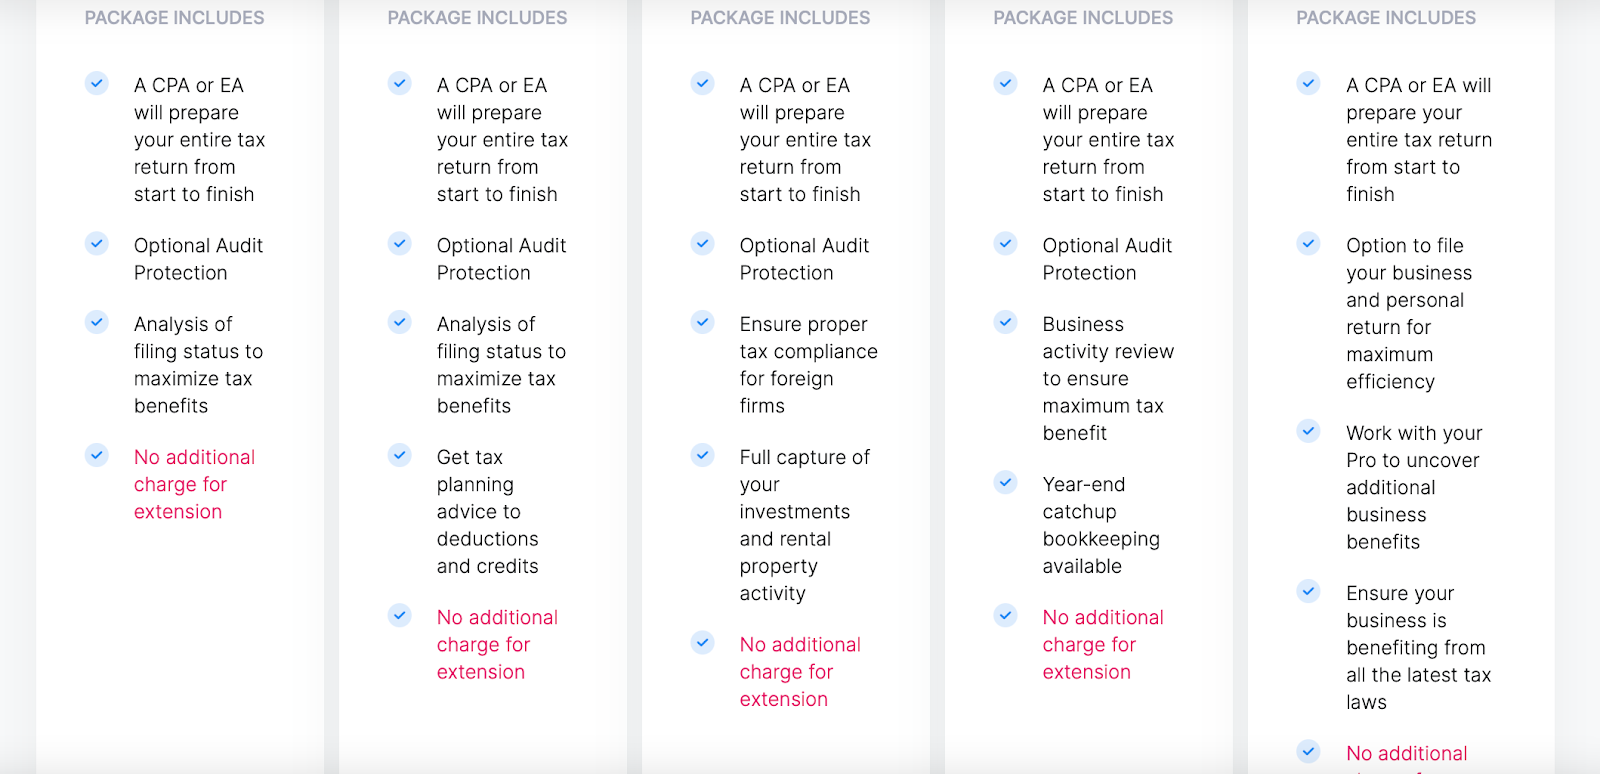 PACKAGE INCLUDES
A CPA or EA
will prepare
your entire tax
return from
start to finish
Optional Audit
Protection
Analysis of
filing status to
maximize tax
benefits
No additional
charge for
extension
PACKAGE INCLUDES
A CPA or EA
will prepare
your entire tax
return from
start to finish
Optional Audit
Protection
Analysis of
filing status to
maximize tax
benefits
Get tax
planning
advice to
deductions
and credits
No additional
charge for
extension
PACKAGE INCLUDES
A CPA or EA
will prepare
your entire tax
return from
start to finish
Optional Audit
Protection
Ensure proper
tax compliance
for foreign
firms
Full capture of
your
investments
and rental
property
activity
No additional
charge for
extension
PACKAGE INCLUDES
A CPA or EA
will prepare
your entire tax
return from
start to finish
Optional Audit
Protection
Business
activity review
to ensure
maximum tax
benefit
Year-end
catchup
bookkeeping
available
No additional
charge for
extension
PACKAGE INCLUDES
A CPA or EA will
prepare your
entire tax return
from start to
finish
Option to file
your business
and personal
return for
maximum
efficiency
Work with your
Pro to uncover
additional
business
benefits
Ensure your
business is
benefiting from
all the latest tax
laws
No additional